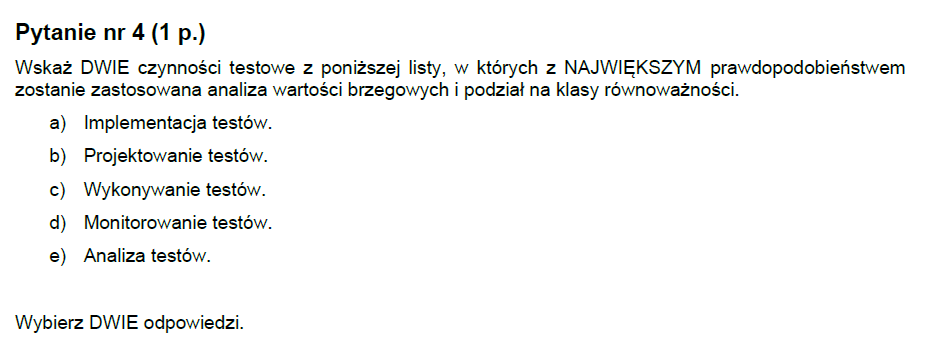 Pytanie nr 4 (1 p.)
Wskaż DWIE czynności testowe z poniższej listy, w których z NAJWIĘKSZYM prawdopodobieństwem
zostanie zastosowana analiza wartości brzegowych i podział na klasy równoważności.
a) Implementacja testów.
b) Projektowanie testów.
c) Wykonywanie testów.
d) Monitorowanie testów.
e) Analiza testów.
Wybierz DWIE odpowiedzi.